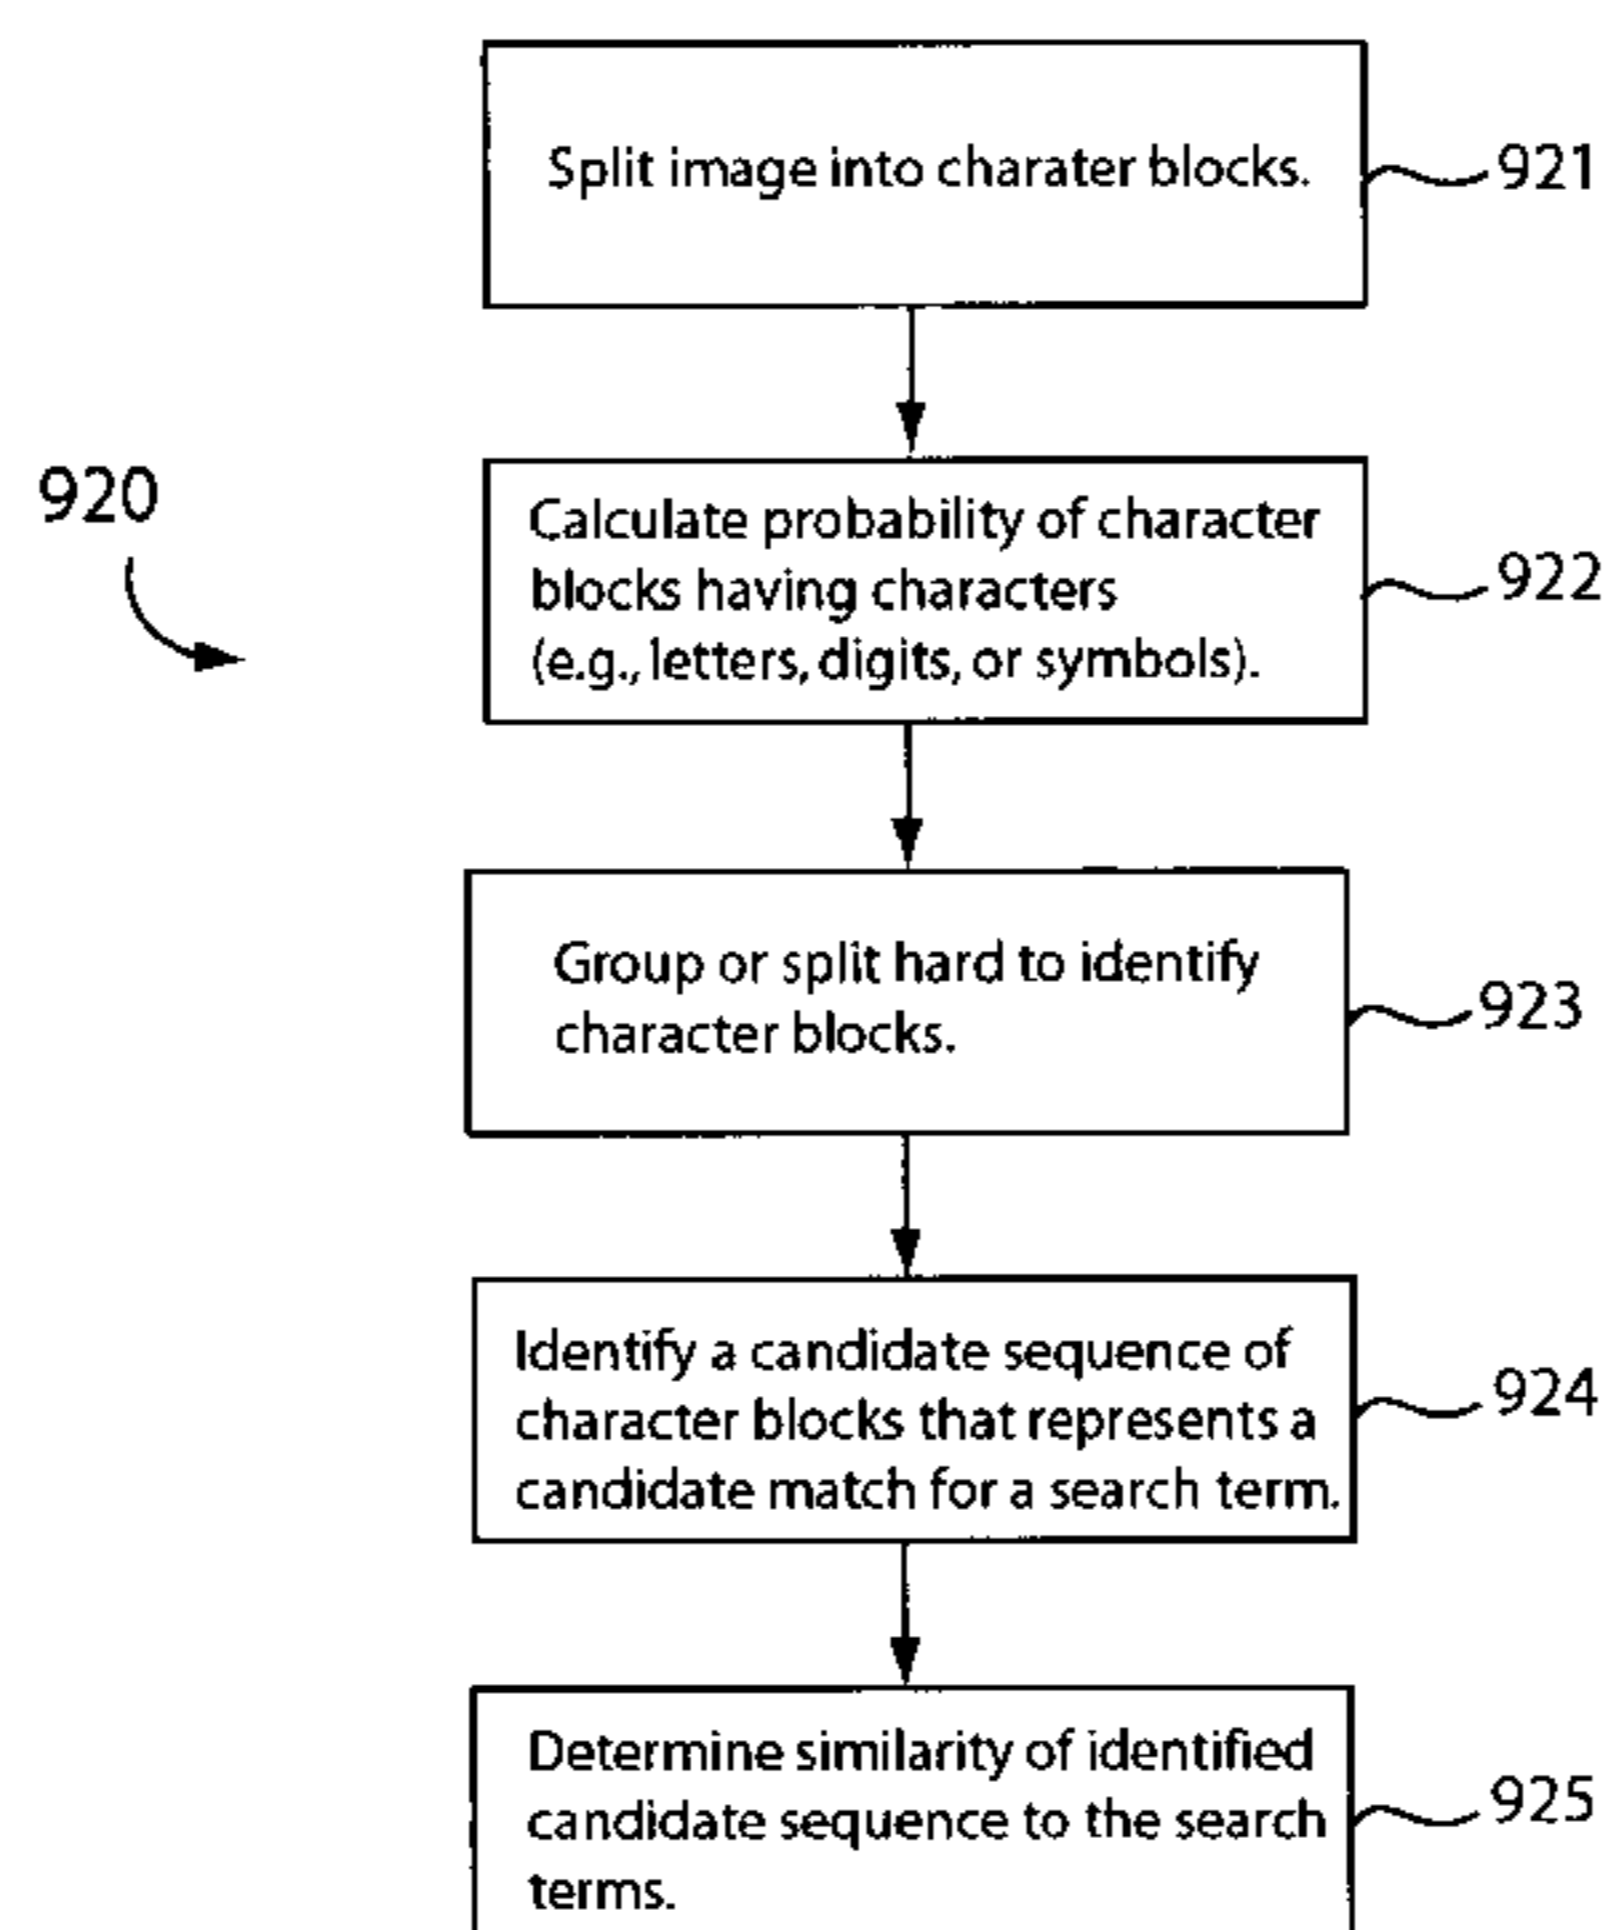 Split image into charater blocks.
921
920
Calculate probability of character
blocks having characters
(e.g., letters, digits, or symbols).
922
Group or split hard to identify
character blocks.
923
Identify a candidate sequence of
character blocks that represents a
candidate match for a search term.
924
Determine similarity of identified
candidate sequence to the search
terms.
925